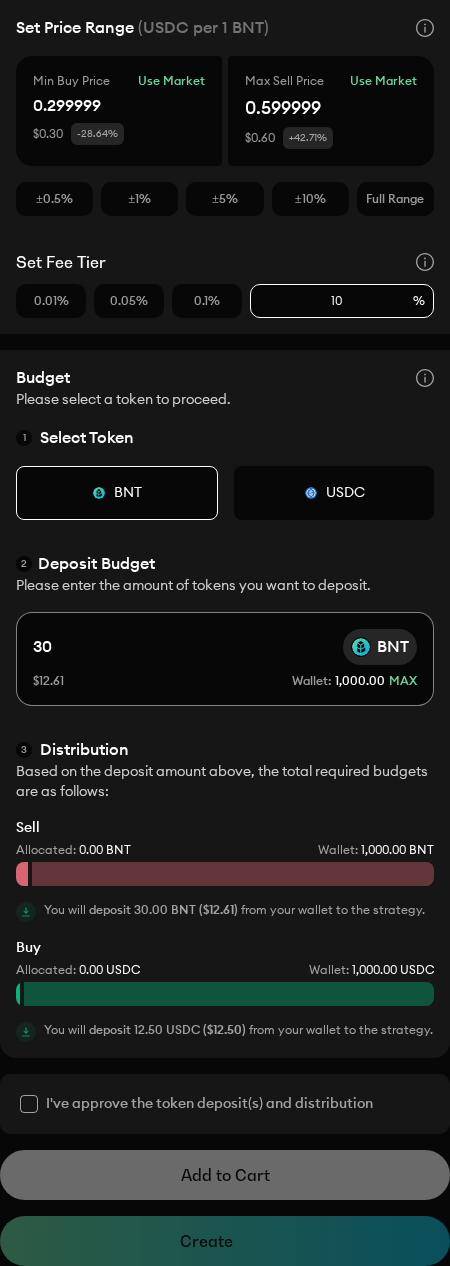 Set Price Range (USDC per 1 BNT)
Min Buy Price Use Market
0.299999
$0.30 -28.64%
Max Sell Price Use Market
0.599999
$0.60 +42.71%
±0.5% ±1% ±5% ±10% Full Range
Set Fee Tier
0.01% 0.05% 0.1% 10 %
Budget
Please select a token to proceed.
1 Select Token
BNT USDC
2 Deposit Budget
Please enter the amount of tokens you want to deposit.
30 BNT
$12.61 Wallet: 1,000.00 MAX
3 Distribution
Based on the deposit amount above, the total required budgets
are as follows:
Sell
Allocated: 0.00 BNT Wallet: 1,000.00 BNT
You will deposit 30.00 BNT ($12.61) from your wallet to the strategy.
Buy
Allocated: 0.00 USDC Wallet: 1,000.00 USDC
You will deposit 12.50 USDC ($12.50) from your wallet to the strategy.
I've approve the token deposit(s) and distribution
Add to Cart
Create